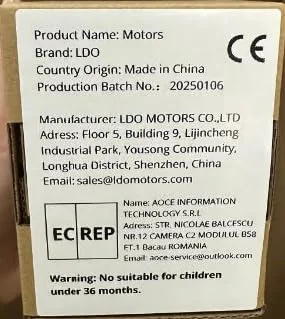 Product Name: Motors
Brand: LDO
Country Origin: Made in China
Production Batch No.: 20250106
CE
Manufacturer: LDO MOTORS CO.,LTD
Adress: Floor 5, Building 9, Lijincheng
Industrial Park, Yousong Community,
Longhua District, Shenzhen, China
Email: sales@ldomotors.com
EC REP
Name: AOCE INFORMATION
TECHNOLOGY S.R.L
Adress: STR. NICOLAE BALCESCU
NR.12 CAMERA C2 MODULUL B58
ET.1 Bacau ROMANIA
Email: aoce-service@outlook.com
Warning: No suitable for children
under 36 months.